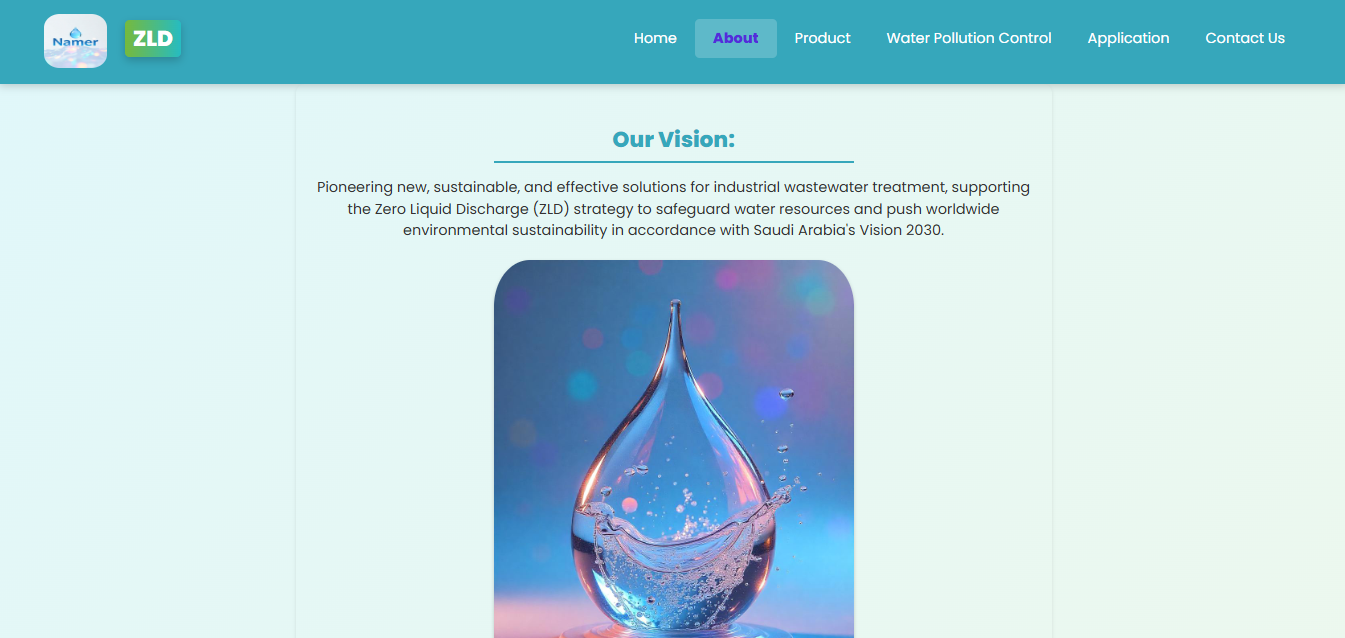 Namer
ZLD
Home
About
Product
Water Pollution Control
Application
Contact Us
Our Vision:
Pioneering new, sustainable, and effective solutions for industrial wastewater treatment, supporting
the Zero Liquid Discharge (ZLD) strategy to safeguard water resources and push worldwide
environmental sustainability in accordance with Saudi Arabia's Vision 2030.